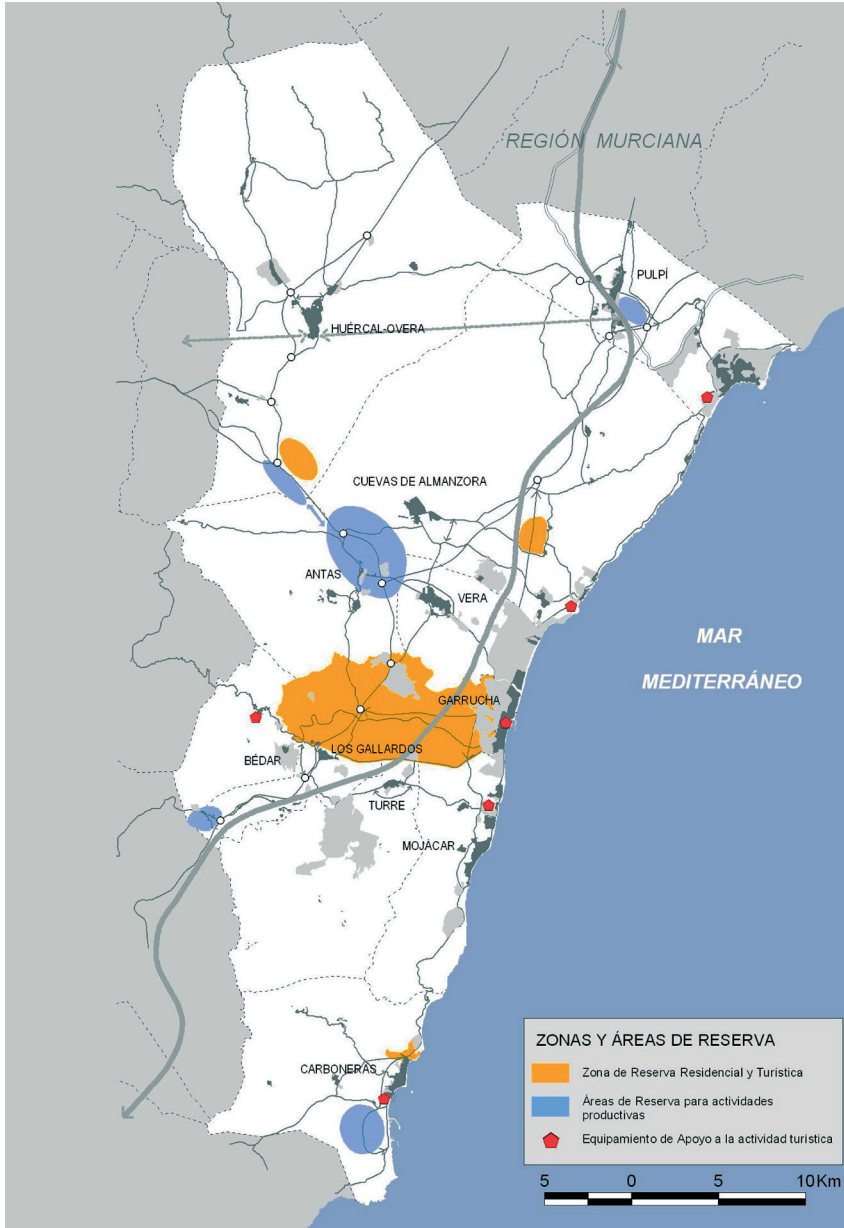 REGIÓN MURCIANA
PULPÍ
HUÉRCAL-OVERA
CUEVAS DE ALMANZORA
ANTAS
VERA
MAR
MEDITERRÁNEO
GARRUCHA
LOS GALLARDOS
BÉDAR
TURRE
MOJÁCAR
CARBONERAS
ZONAS Y ÁREAS DE RESERVA
Zona de Reserva Residencial y Turística
Áreas de Reserva para actividades
productivas
Equipamiento de Apoyo a la actividad turística
5 0 5 10Km